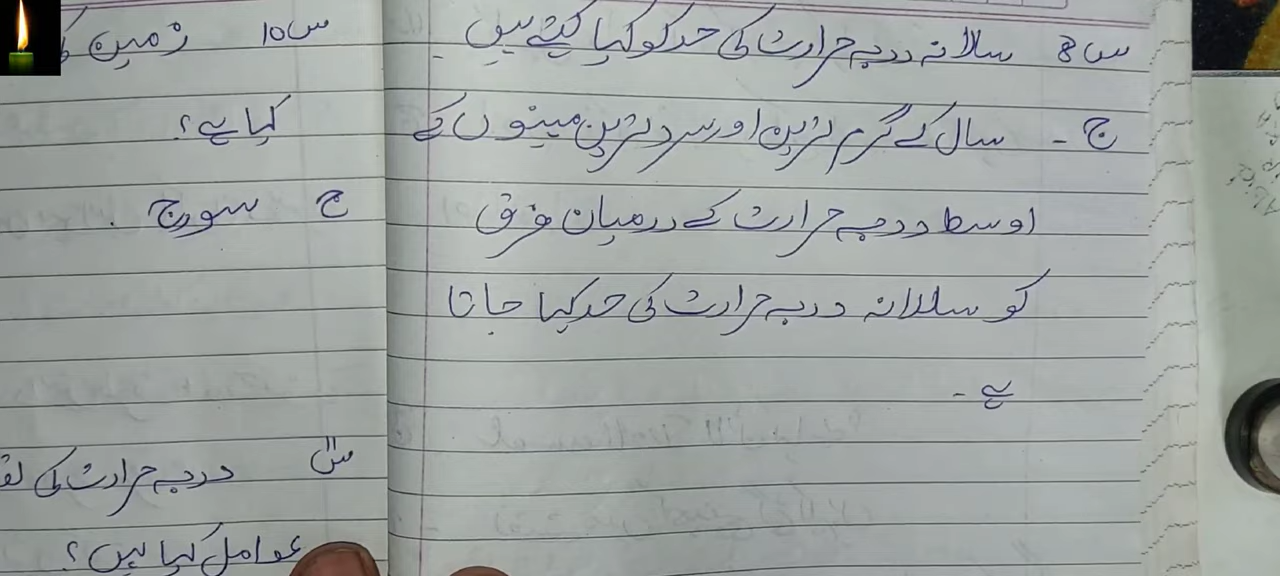 س 8 سلانہ درجہ حرارت کی حد کو کیا کہتے ہیں ۔
ج ۔ سال کے گرم ترین اور سرد ترین مہینوں کے
اوسط درجہ حرارت کے درمیان فرق
کو سالانہ درجہ حرارت کی حد کہا جاتا
ہے ۔
س 10 زمین
کیا ہے؟
ج سورج .
س 11 درجہ حرارت کی
عوامل کیا ہیں؟